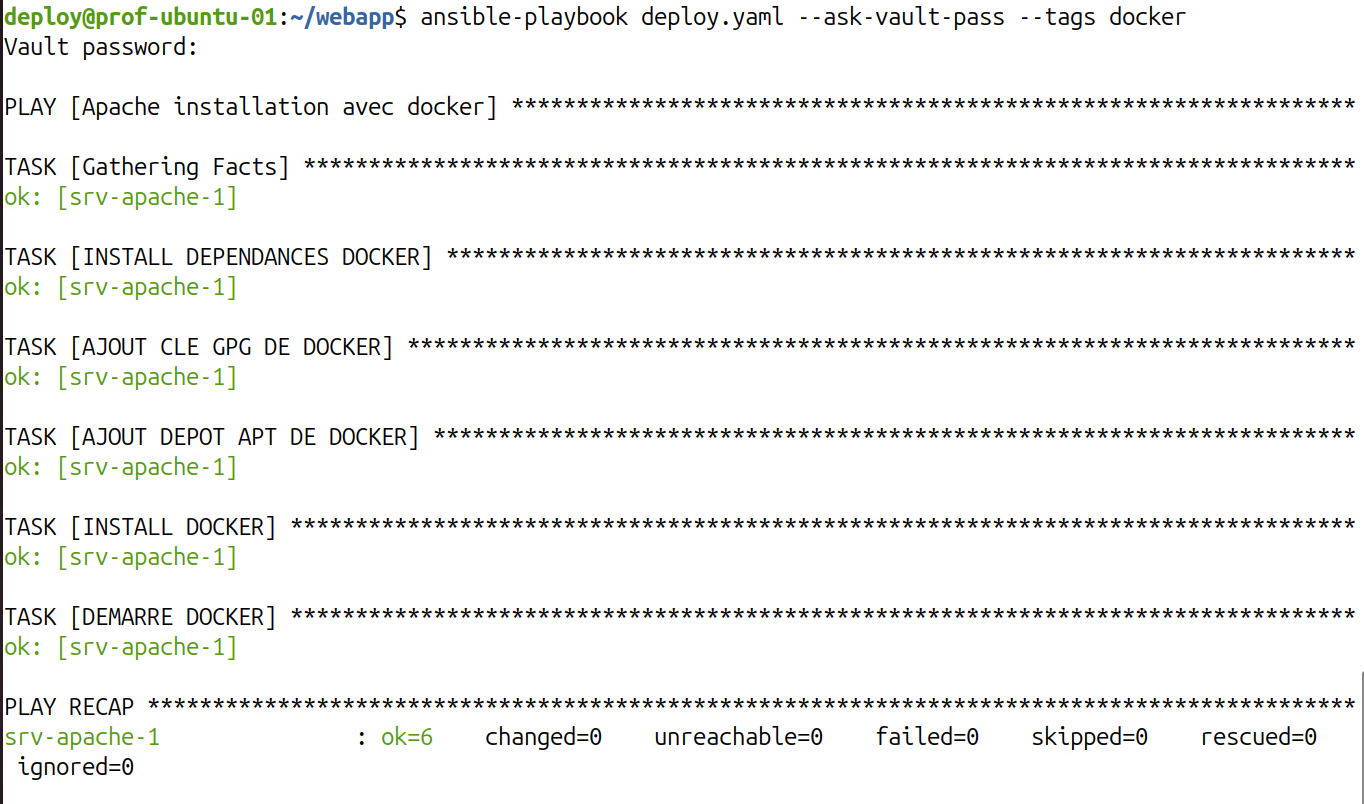 deploy@prof-ubuntu-01:~/webapp$ ansible-playbook deploy.yaml --ask-vault-pass --tags docker
Vault password:
PLAY [Apache installation avec docker] *****************************************************************
TASK [Gathering Facts] *********************************************************************************
ok: [srv-apache-1]
TASK [INSTALL DEPENDANCES DOCKER] **********************************************************************
ok: [srv-apache-1]
TASK [AJOUT CLE GPG DE DOCKER] *************************************************************************
ok: [srv-apache-1]
TASK [AJOUT DEPOT APT DE DOCKER] ***********************************************************************
ok: [srv-apache-1]
TASK [INSTALL DOCKER] **********************************************************************************
ok: [srv-apache-1]
TASK [DEMARRE DOCKER] **********************************************************************************
ok: [srv-apache-1]
PLAY RECAP *********************************************************************************************
srv-apache-1               : ok=6    changed=0    unreachable=0    failed=0    skipped=0    rescued=0
ignored=0